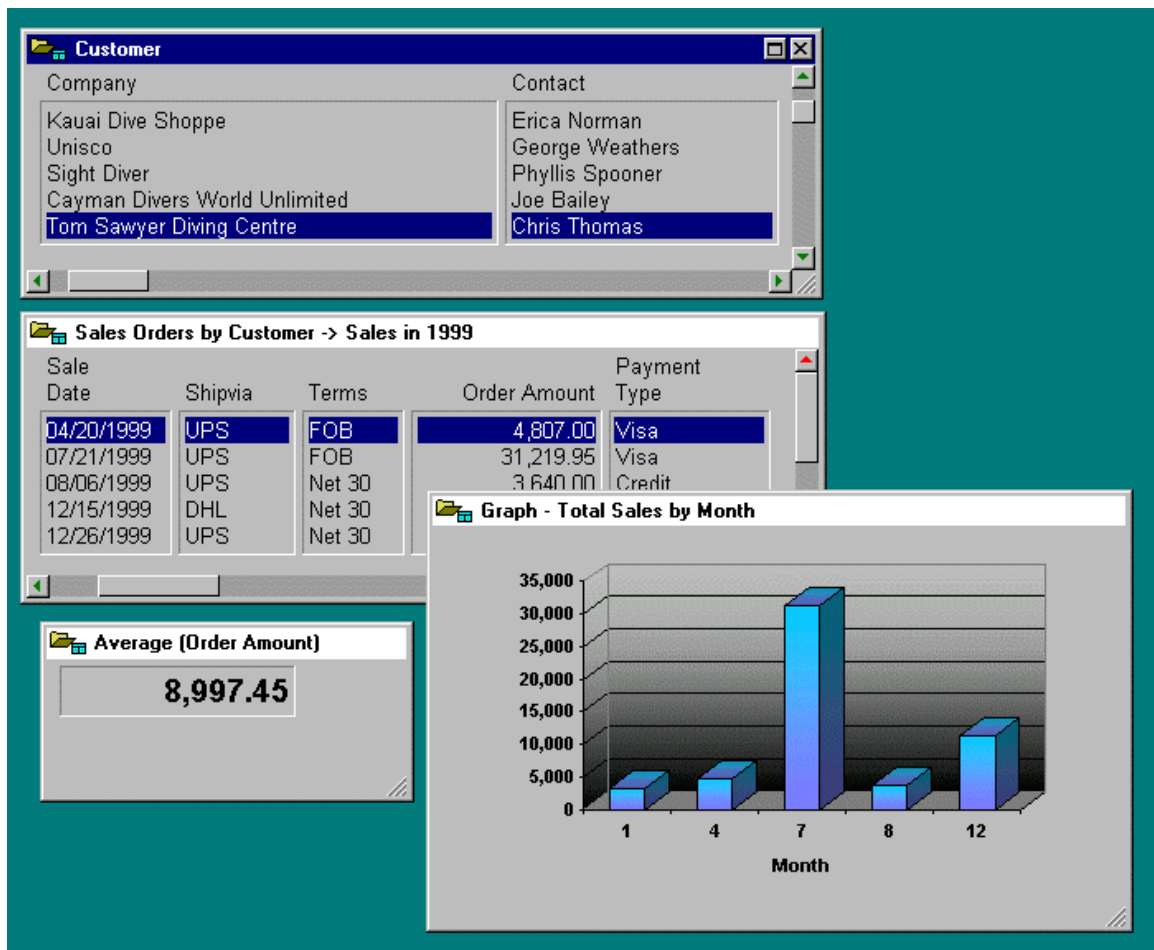 Customer
Company Contact
Kauai Dive Shoppe Erica Norman
Unisco George Weathers
Sight Diver Phyllis Spooner
Cayman Divers World Unlimited Joe Bailey
Tom Sawyer Diving Centre Chris Thomas
Sales Orders by Customer -> Sales in 1999
Sale Payment
Date Shipvia Terms Order Amount Type
04/20/1999 UPS FOB 4,807.00 Visa
07/21/1999 UPS FOB 31,219.95 Visa
08/06/1999 UPS Net 30 3,640.00 Credit
12/15/1999 DHL Net 30
12/26/1999 UPS Net 30
Average (Order Amount)
8,997.45
Graph - Total Sales by Month
35,000
30,000
25,000
20,000
15,000
10,000
5,000
0
1 4 7 8 12
Month